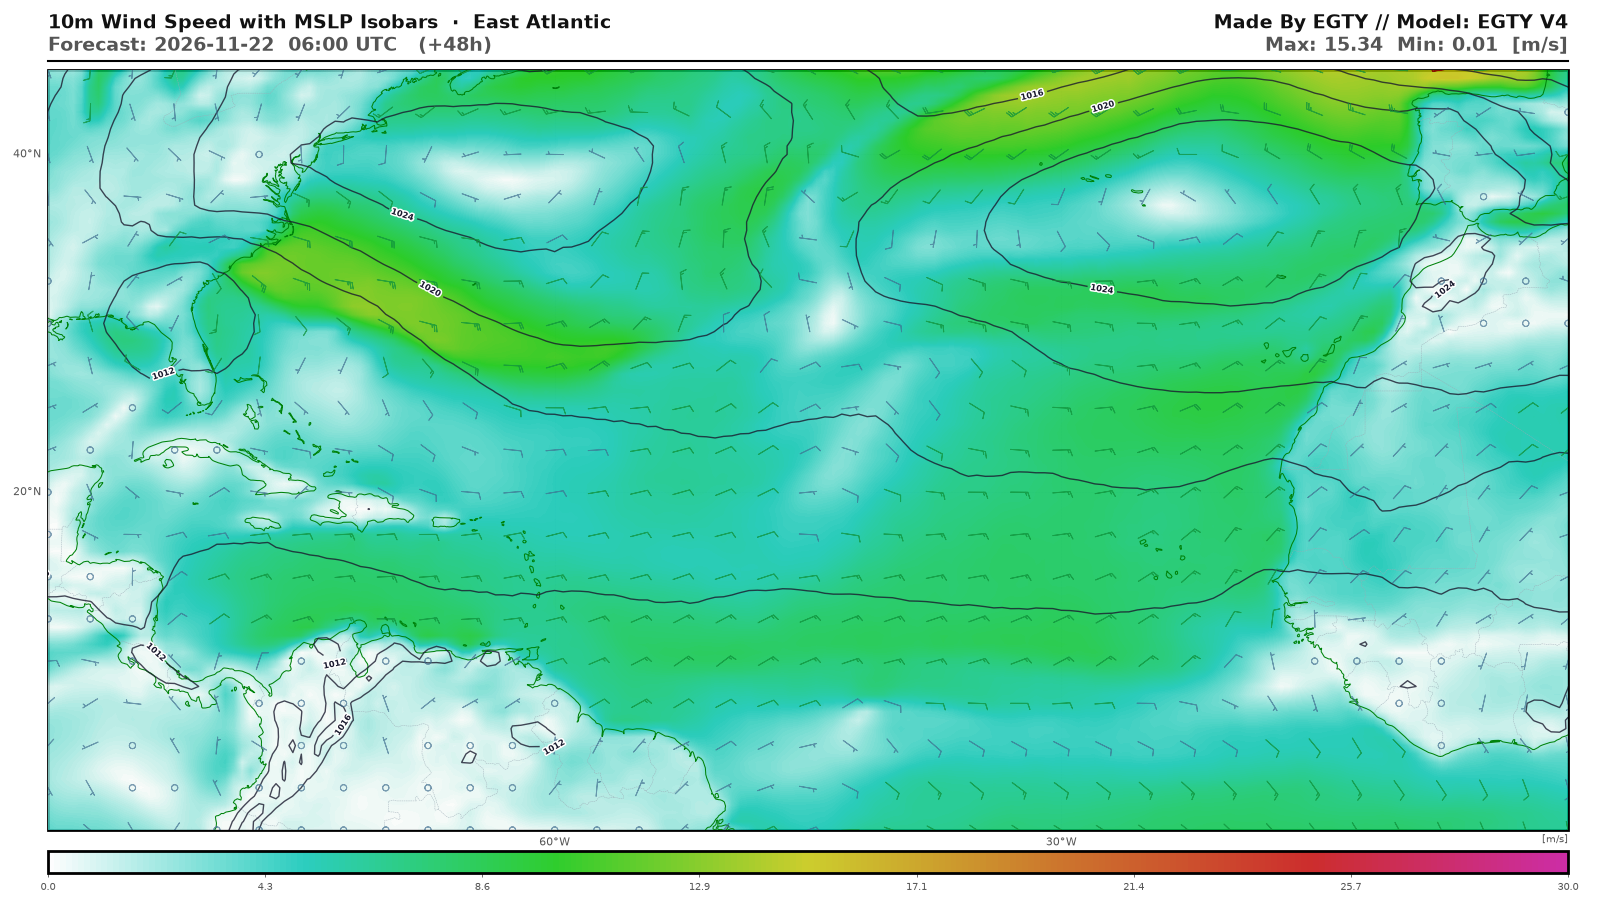 10m Wind Speed with MSLP Isobars · East Atlantic
Made By EGTY // Model: EGTY V4
Forecast: 2026-11-22 06:00 UTC (+48h)
Max: 15.34 Min: 0.01 [m/s]
1016
1020
40°N
1024
1020
1024
1024
1012
20°N
1012
1012
1016
1012
60°W
30°W
[m/s]
0.0
4.3
8.6
12.9
17.1
21.4
25.7
30.0